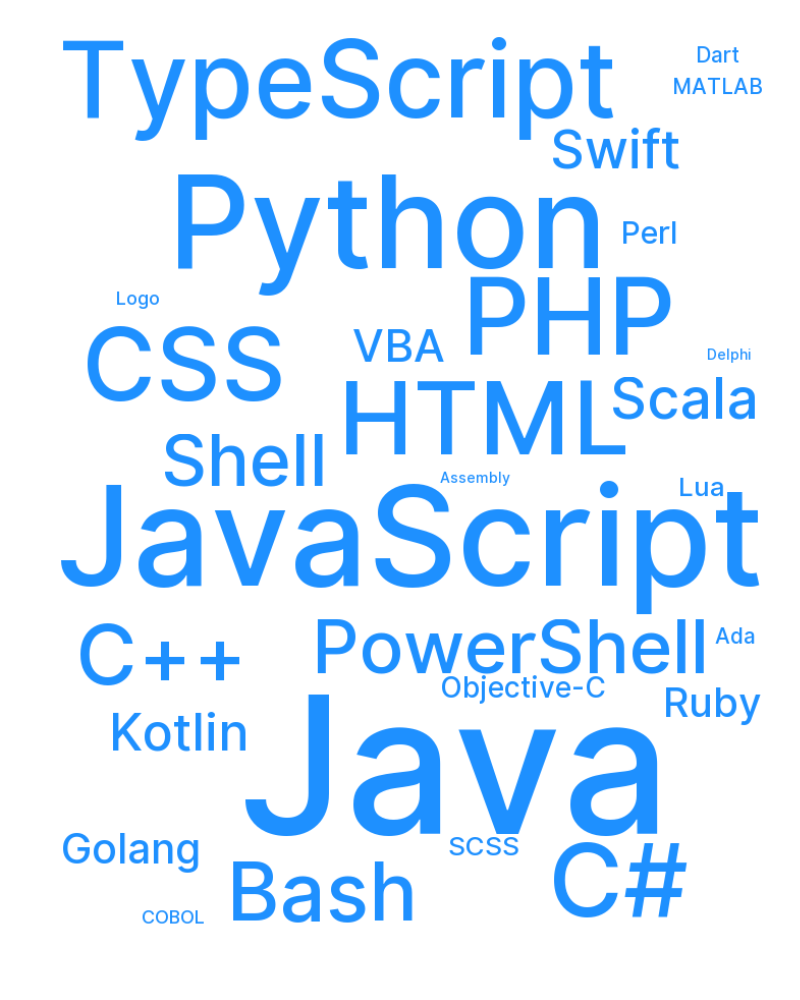 TypeScript
Dart
MATLAB
Swift
Python
Perl
PHP
Logo
CSS
VBA
Delphi
HTML
Scala
Shell
Assembly
Lua
JavaScript
C++
PowerShell
Ada
Objective-C
Ruby
Kotlin
Java
Golang
SCSS
C#
Bash
COBOL